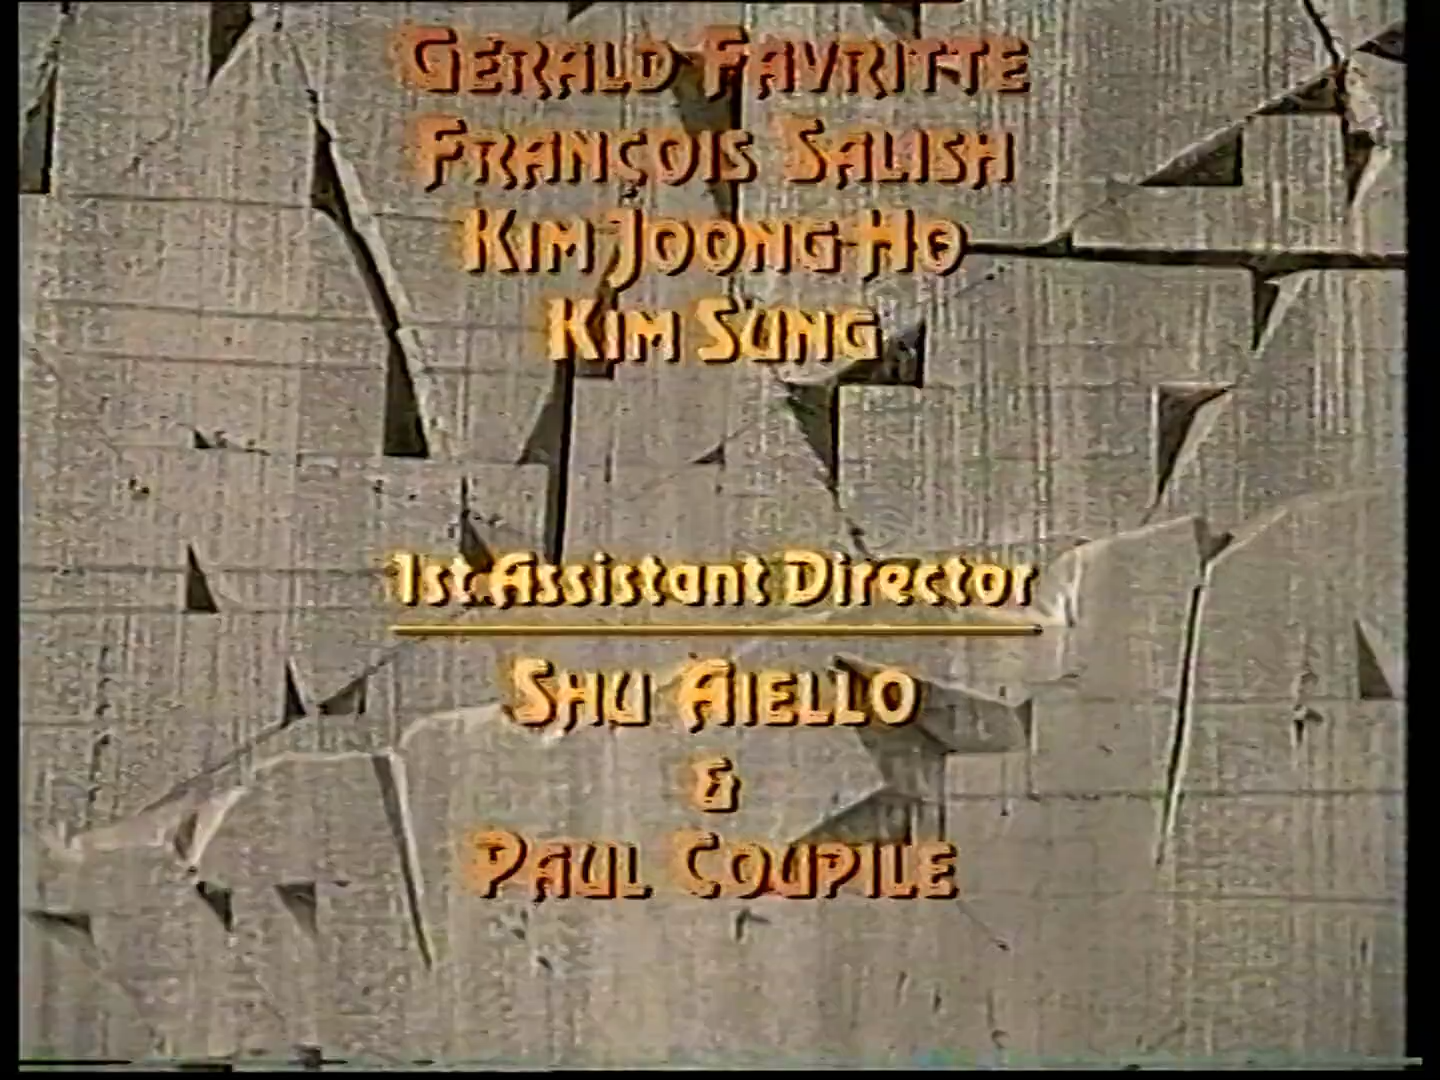 GERALD FAVRITTE
FRANÇOIS SALISH
KIM JOONG HO
KIM SUNG
1st Assistant Director
SHU AIELLO
&
PAUL COUPILE